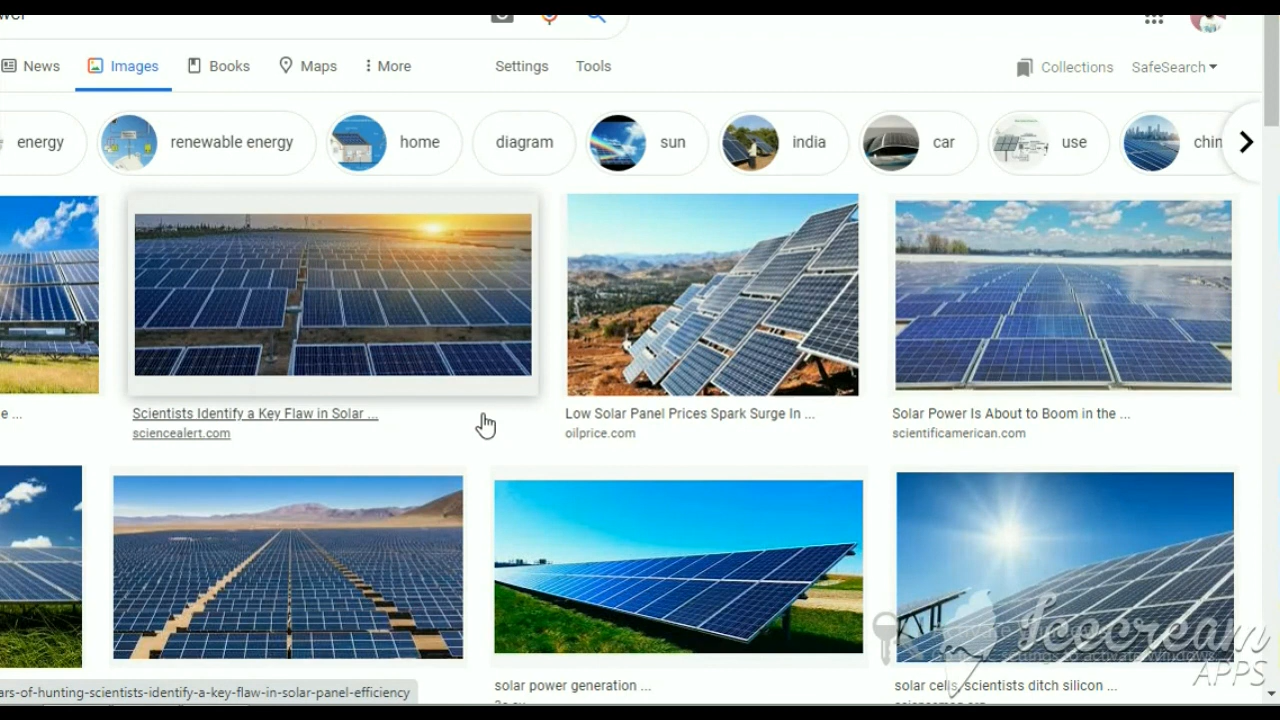 News
Images
Books
Maps
More
Settings
Tools
Collections
SafeSearch
energy
renewable energy
home
diagram
sun
india
car
use
chin
e ...
Scientists Identify a Key Flaw in Solar ...
sciencealert.com
Low Solar Panel Prices Spark Surge In ...
oilprice.com
Solar Power Is About to Boom in the ...
scientificamerican.com
solar power generation ...
solar cells, scientists ditch silicon ...
ars-of-hunting-scientists-identify-a-key-flaw-in-solar-panel-efficiency
Icecream
APPS